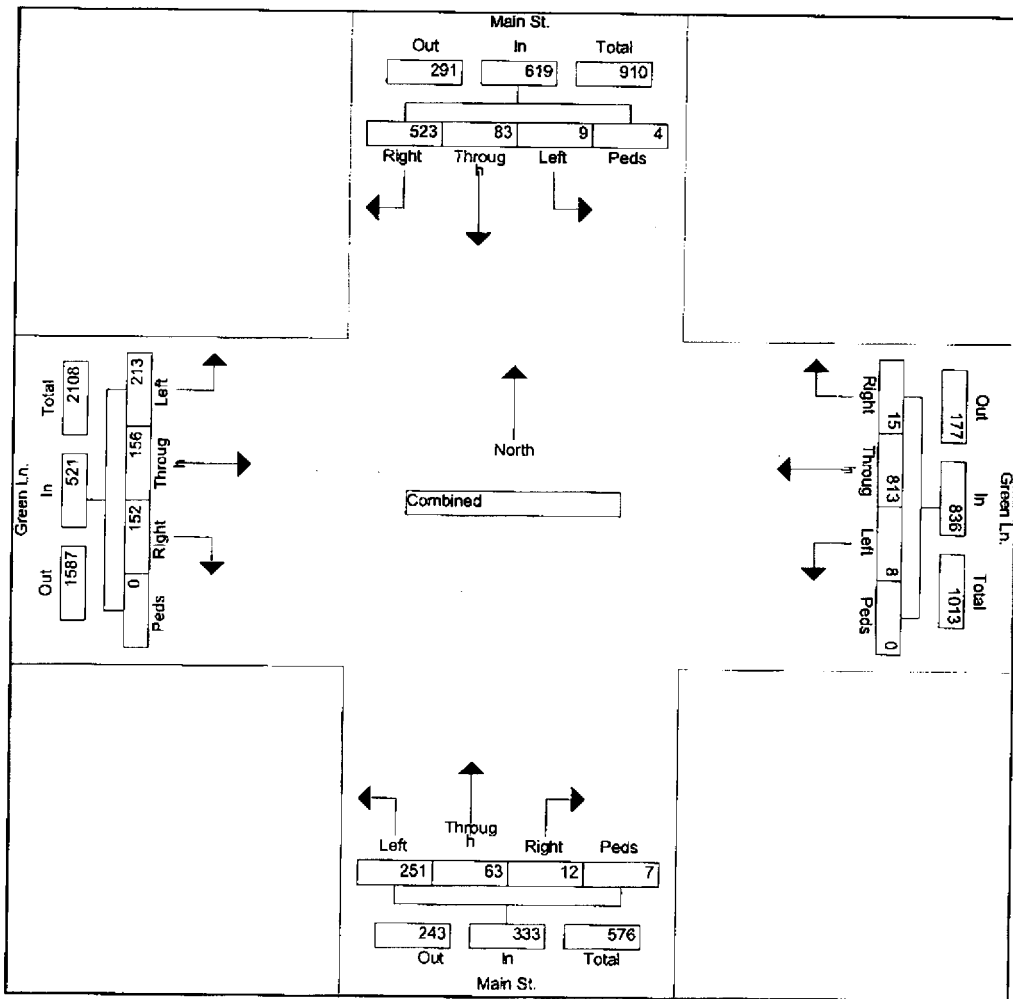 Main St.
Out In Total
291 619 910
523 83 9 4
Right Throug Left Peds
h
Green Ln.
Total In Out
2108 521 1587
213 156 152 0
Left Throug Right Peds
h
North
Combined
Right Throug Left Peds
h
15 813 8 0
Out In Total
177 836 1013
Green Ln.
Left Throug Right Peds
h
251 63 12 7
243 333 576
Out In Total
Main St.